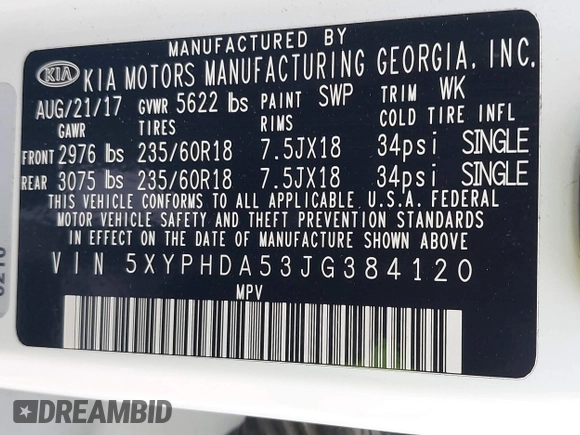 MANUFACTURED BY
KIA KIA MOTORS MANUFACTURING GEORGIA, INC.
AUG/21/17 GVWR 5622 lbs PAINT SWP TRIM WK
GAWR TIRES RIMS COLD TIRE INFL
FRONT 2976 lbs 235/60R18 7.5JX18 34psi SINGLE
REAR 3075 lbs 235/60R18 7.5JX18 34psi SINGLE
THIS VEHICLE CONFORMS TO ALL APPLICABLE U.S.A. FEDERAL
MOTOR VEHICLE SAFETY AND THEFT PREVENTION STANDARDS
IN EFFECT ON THE DATE OF MANUFACTURE SHOWN ABOVE
VIN 5XYPHDA53JG384120
MPV
DREAMBID